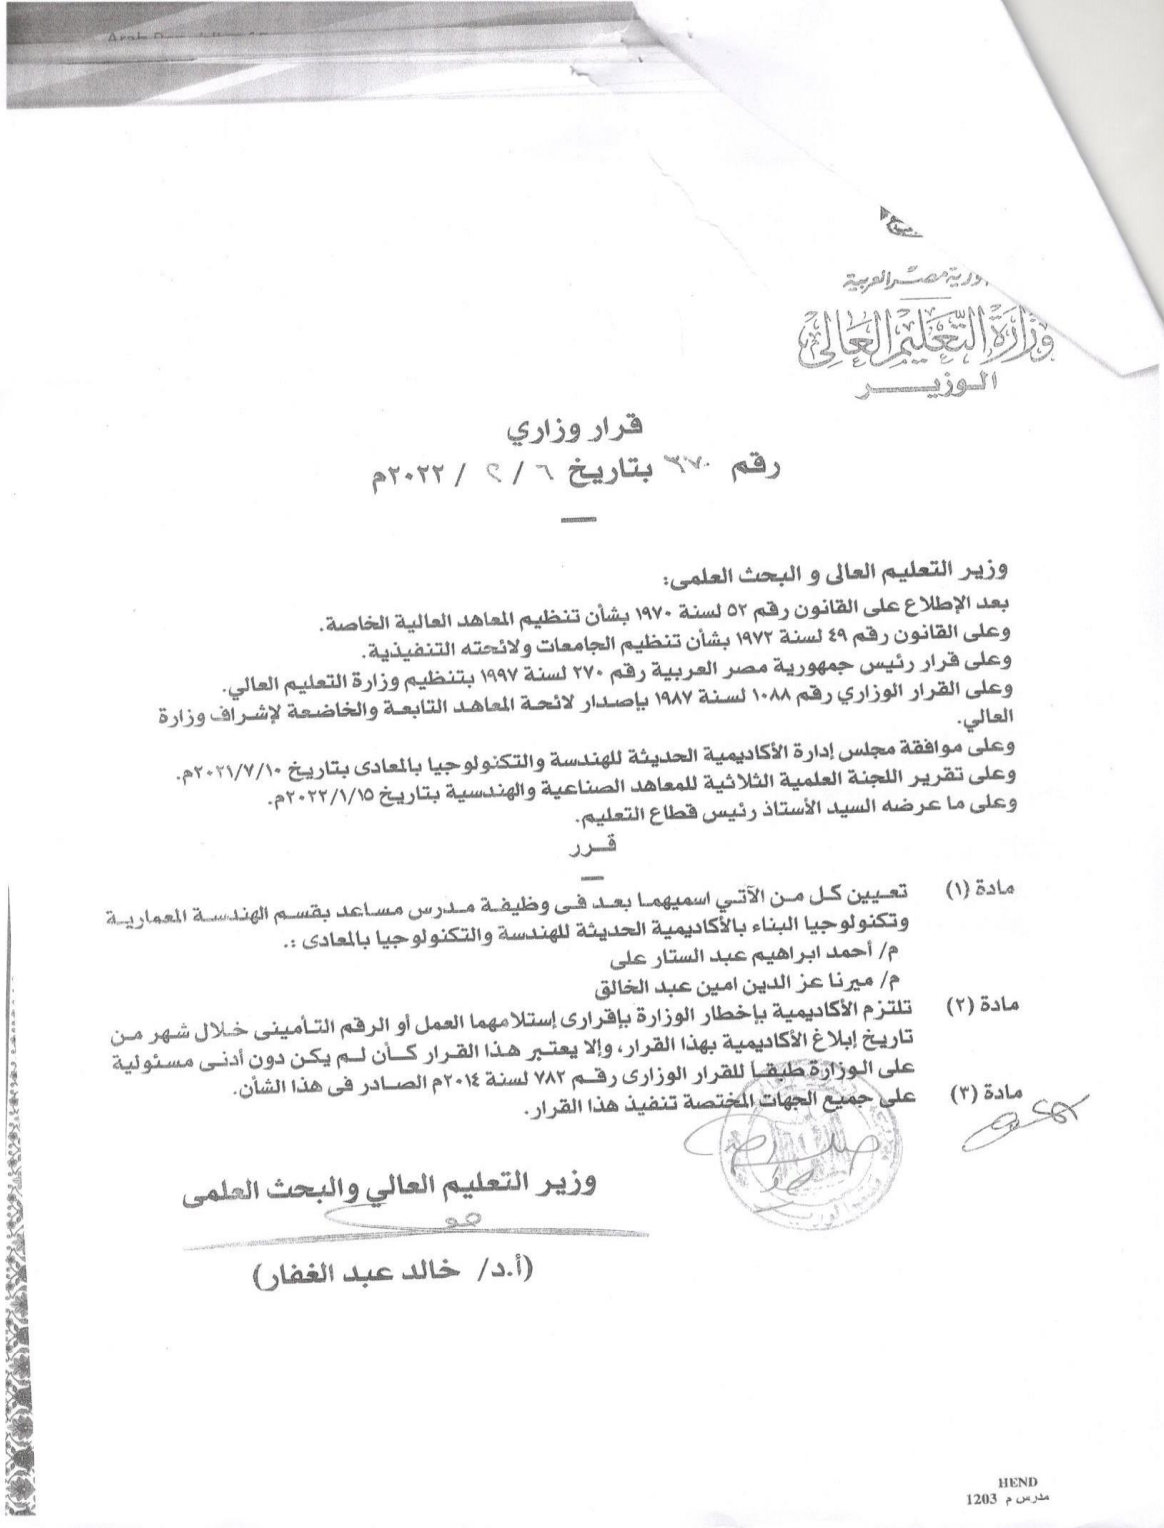 مصر العربية
وزارة التعليم العالى
الوزير
قرار وزاري
رقم ٦٧٠ بتاريخ ٦ / ٢ / ٢٠٢٢م
وزير التعليم العالى و البحث العلمى:
بعد الإطلاع على القانون رقم ٥٢ لسنة ١٩٧٠ بشأن تنظيم المعاهد العالية الخاصة.
وعلى القانون رقم ٤٩ لسنة ١٩٧٢ بشأن تنظيم الجامعات ولائحته التنفيذية.
وعلى قرار رئيس جمهورية مصر العربية رقم ٢٧٠ لسنة ١٩٩٧ بتنظيم وزارة التعليم العالي.
وعلى القرار الوزاري رقم ١٠٨٨ لسنة ١٩٨٧ بإصدار لائحة المعاهد التابعة والخاضعة لإشراف وزارة
العالي.
وعلى موافقة مجلس إدارة الأكاديمية الحديثة للهندسة والتكنولوجيا بالمعادى بتاريخ ٢٠٢١/٧/١٠م.
وعلى تقرير اللجنة العلمية الثلاثية للمعاهد الصناعية والهندسية بتاريخ ٢٠٢٢/١/١٥م.
وعلى ما عرضه السيد الأستاذ رئيس قطاع التعليم.
قرر
مادة (١) تعيين كل من الآتي اسميهما بعد فى وظيفة مدرس مساعد بقسم الهندسة المعمارية
وتكنولوجيا البناء بالأكاديمية الحديثة للهندسة والتكنولوجيا بالمعادى :.
م/ أحمد ابراهيم عبد الستار على
م/ ميرنا عز الدين امين عبد الخالق
مادة (٢) تلتزم الأكاديمية بإخطار الوزارة بإقرارى إستلامهما العمل أو الرقم التأمينى خلال شهر من
تاريخ إبلاغ الأكاديمية بهذا القرار، وإلا يعتبر هذا القرار كأن لم يكن دون أدنى مسئولية
على الوزارة طبقاً للقرار الوزارى رقم ٧٨٢ لسنة ٢٠١٤م الصادر فى هذا الشأن.
مادة (٣) على جميع الجهات المختصة تنفيذ هذا القرار.
وزير التعليم العالي والبحث العلمى
(أ.د/ خالد عبد الغفار)
HEND
مدرس م 1203